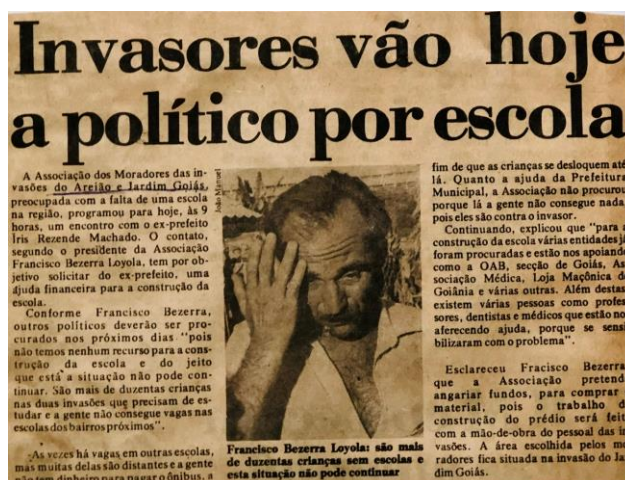 Invasores vão hoje
a político por escola
A Associação dos Moradores das in-
vasões do Areião e Jardim Goiás,
preocupada com a falta de uma escola
na região, programou para hoje, às 9
horas, um encontro com o ex-prefeito
Iris Rezende Machado. O contato,
segundo o presidente da Associação
Francisco Bezerra Loyola, tem por ob-
jetivo solicitar do ex-prefeito, uma
ajuda financeira para a construção da
escola.
Conforme Francisco Bezerra,
outros políticos deverão ser pro-
curados nos próximos dias "pois
não temos nenhum recurso para a cons-
trução da escola e do jeito
que está a situação não pode con-
tinuar. São mais de duzentas crianças
nas duas invasões que precisam de es-
tudar e a gente não consegue vagas nas
escolas dos bairros próximos".
-As vezes há vagas em outras escolas,
mas muitas delas são distantes e a gente
não tem dinheiro para pagar o ônibus, a
João Manuel
Francisco Bezerra Loyola: são mais
de duzentas crianças sem escolas e
esta situação não pode continuar
fim de que as crianças se desloquem até
lá. Quanto a ajuda da Prefeitura
Municipal, a Associação não procurou
porque lá a gente não consegue nada,
pois eles são contra o invasor.
Continuando, explicou que "para a
construção da escola várias entidades já
foram procuradas e estão nos apoiando
como a OAB, secção de Goiás, As-
sociação Médica, Loja Maçônica de
Goiânia e várias outras. Além destas
existem várias pessoas como profes-
sores, dentistas e médicos que estão nos
aferecendo ajuda, porque se sensi-
bilizaram com o problema".
Esclareceu Fracisco Bezerra
que a Associação pretende
angariar fundos, para comprar o
material, pois o trabalho de
construção do prédio será feito
com a mão-de-obra do pessoal das in-
vasões. A área escolhida pelos mo-
radores fica situada na invasão do Jar-
dim Goiás.